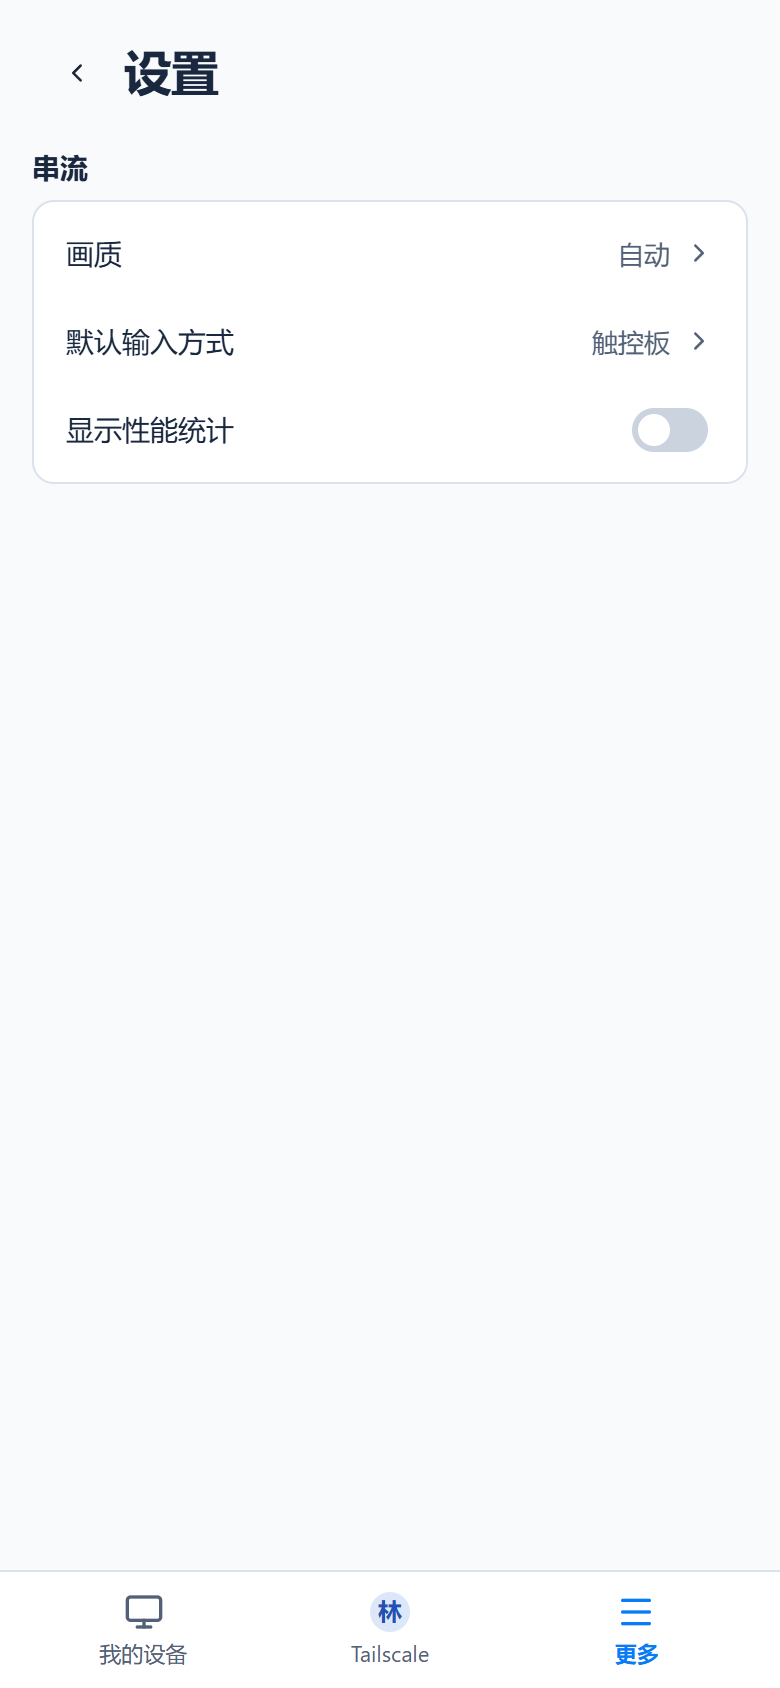 设置
串流
画质 自动
默认输入方式 触控板
显示性能统计
林
我的设备 Tailscale 更多